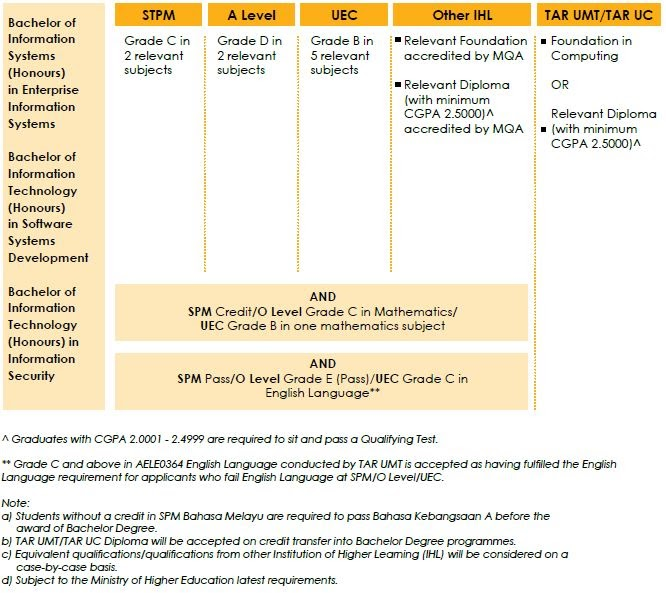 Bachelor of
Information
Systems
(Honours)
in Enterprise
Information
Systems
Bachelor of
Information
Technology
(Honours)
in Software
Systems
Development
Bachelor of
Information
Technology
(Honours) in
Information
Security
STPM
Grade C in
2 relevant
subjects
A Level
Grade D in
2 relevant
subjects
UEC
Grade B in
5 relevant
subjects
Other IHL
▪ Relevant Foundation
accredited by MQA
▪ Relevant Diploma
(with minimum
CGPA 2.5000)^
accredited by MQA
TAR UMT/TAR UC
▪ Foundation in
Computing
OR
Relevant Diploma
▪ (with minimum
CGPA 2.5000)^
AND
SPM Credit/O Level Grade C in Mathematics/
UEC Grade B in one mathematics subject
AND
SPM Pass/O Level Grade E (Pass)/UEC Grade C in
English Language**
^ Graduates with CGPA 2.0001 - 2.4999 are required to sit and pass a Qualifying Test.
** Grade C and above in AELE0364 English Language conducted by TAR UMT is accepted as having fulfilled the English
Language requirement for applicants who fail English Language at SPM/O Level/UEC.
Note:
a) Students without a credit in SPM Bahasa Melayu are required to pass Bahasa Kebangsaan A before the
award of Bachelor Degree.
b) TAR UMT/TAR UC Diploma will be accepted on credit transfer into Bachelor Degree programmes.
c) Equivalent qualifications/qualifications from other Institution of Higher Learning (IHL) will be considered on a
case-by-case basis.
d) Subject to the Ministry of Higher Education latest requirements.